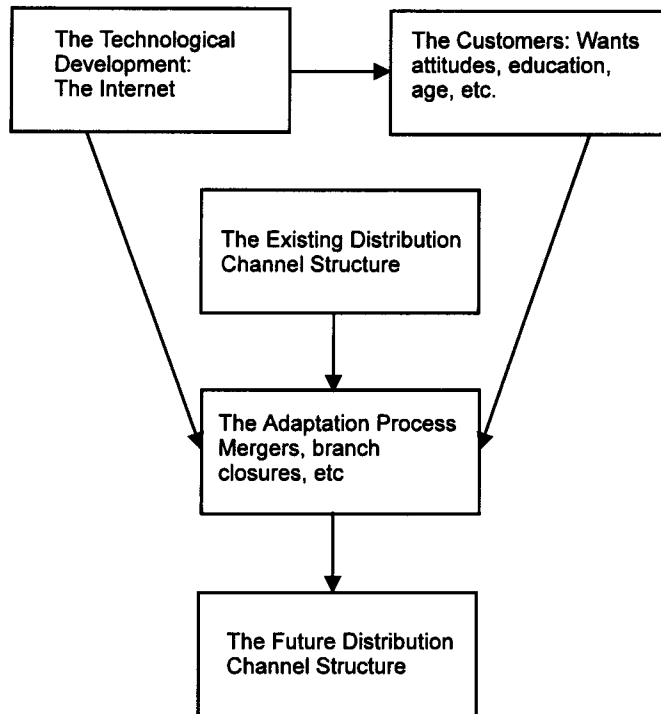 The Technological
Development:
The Internet
The Customers: Wants
attitudes, education,
age, etc.
The Existing Distribution
Channel Structure
The Adaptation Process
Mergers, branch
closures, etc
The Future Distribution
Channel Structure